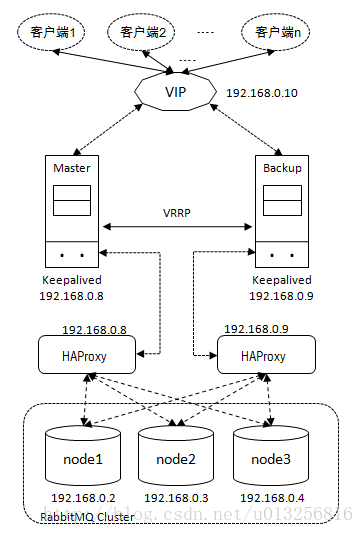 客户端1
客户端2
----
客户端n
----
VIP
192.168.0.10
Master
Backup
VRRP
Keepalived
192.168.0.8
Keepalived
192.168.0.9
192.168.0.8
192.168.0.9
HAProxy
HAProxy
node1
node2
node3
192.168.0.2
192.168.0.3
192.168.0.4
http://blog.csdn.net/u013256816
RabbitMQ Cluster